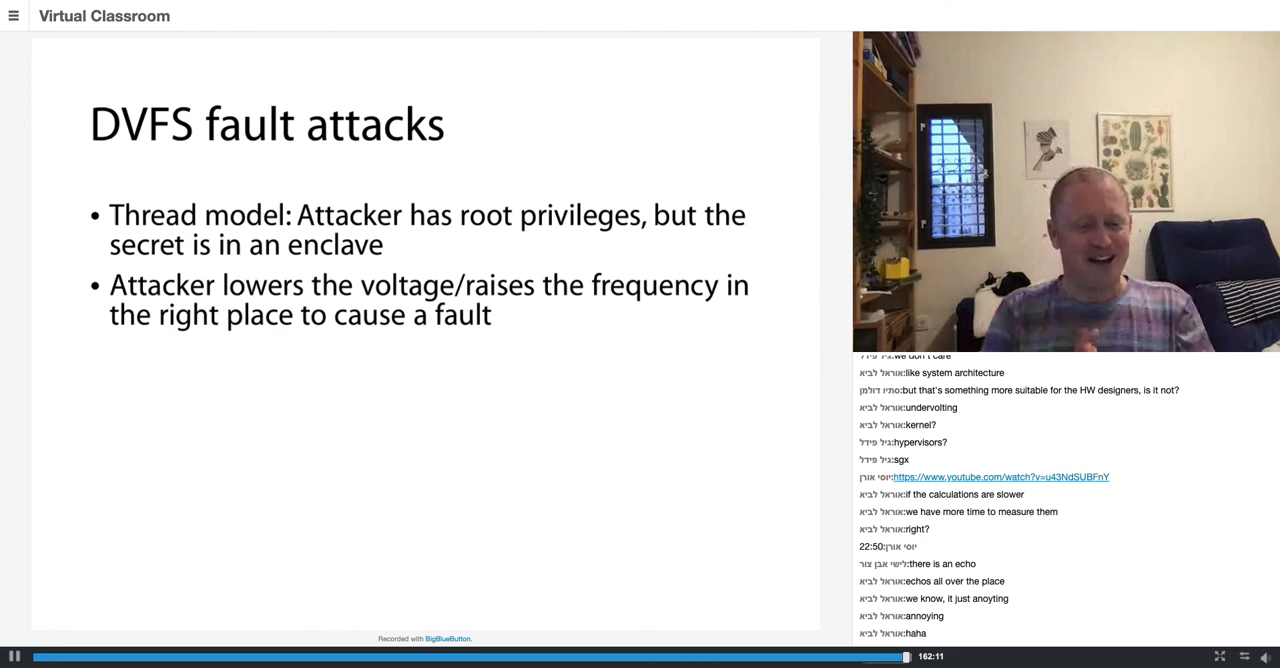 Virtual Classroom
DVFS fault attacks
• Thread model: Attacker has root privileges, but the
secret is in an enclave
• Attacker lowers the voltage/raises the frequency in
the right place to cause a fault
Recorded with BigBlueButton.
גיל פידל:we don't care
אוראל לביא:like system architecture
סתיו דולמן:but that's something more suitable for the HW designers, is it not?
אוראל לביא:undervolting
אוראל לביא:kernel?
גיל פידל:hypervisors?
גיל פידל:sgx
יוסי אורן:https://www.youtube.com/watch?v=u43NdSUBFnY
אוראל לביא:if the calculations are slower
אוראל לביא:we have more time to measure them
אוראל לביא:right?
יוסי אורן:22:50
לישי אבן צור:there is an echo
אוראל לביא:echos all over the place
אוראל לביא:we know, it just anoyting
אוראל לביא:annoying
אוראל לביא:haha
162:11